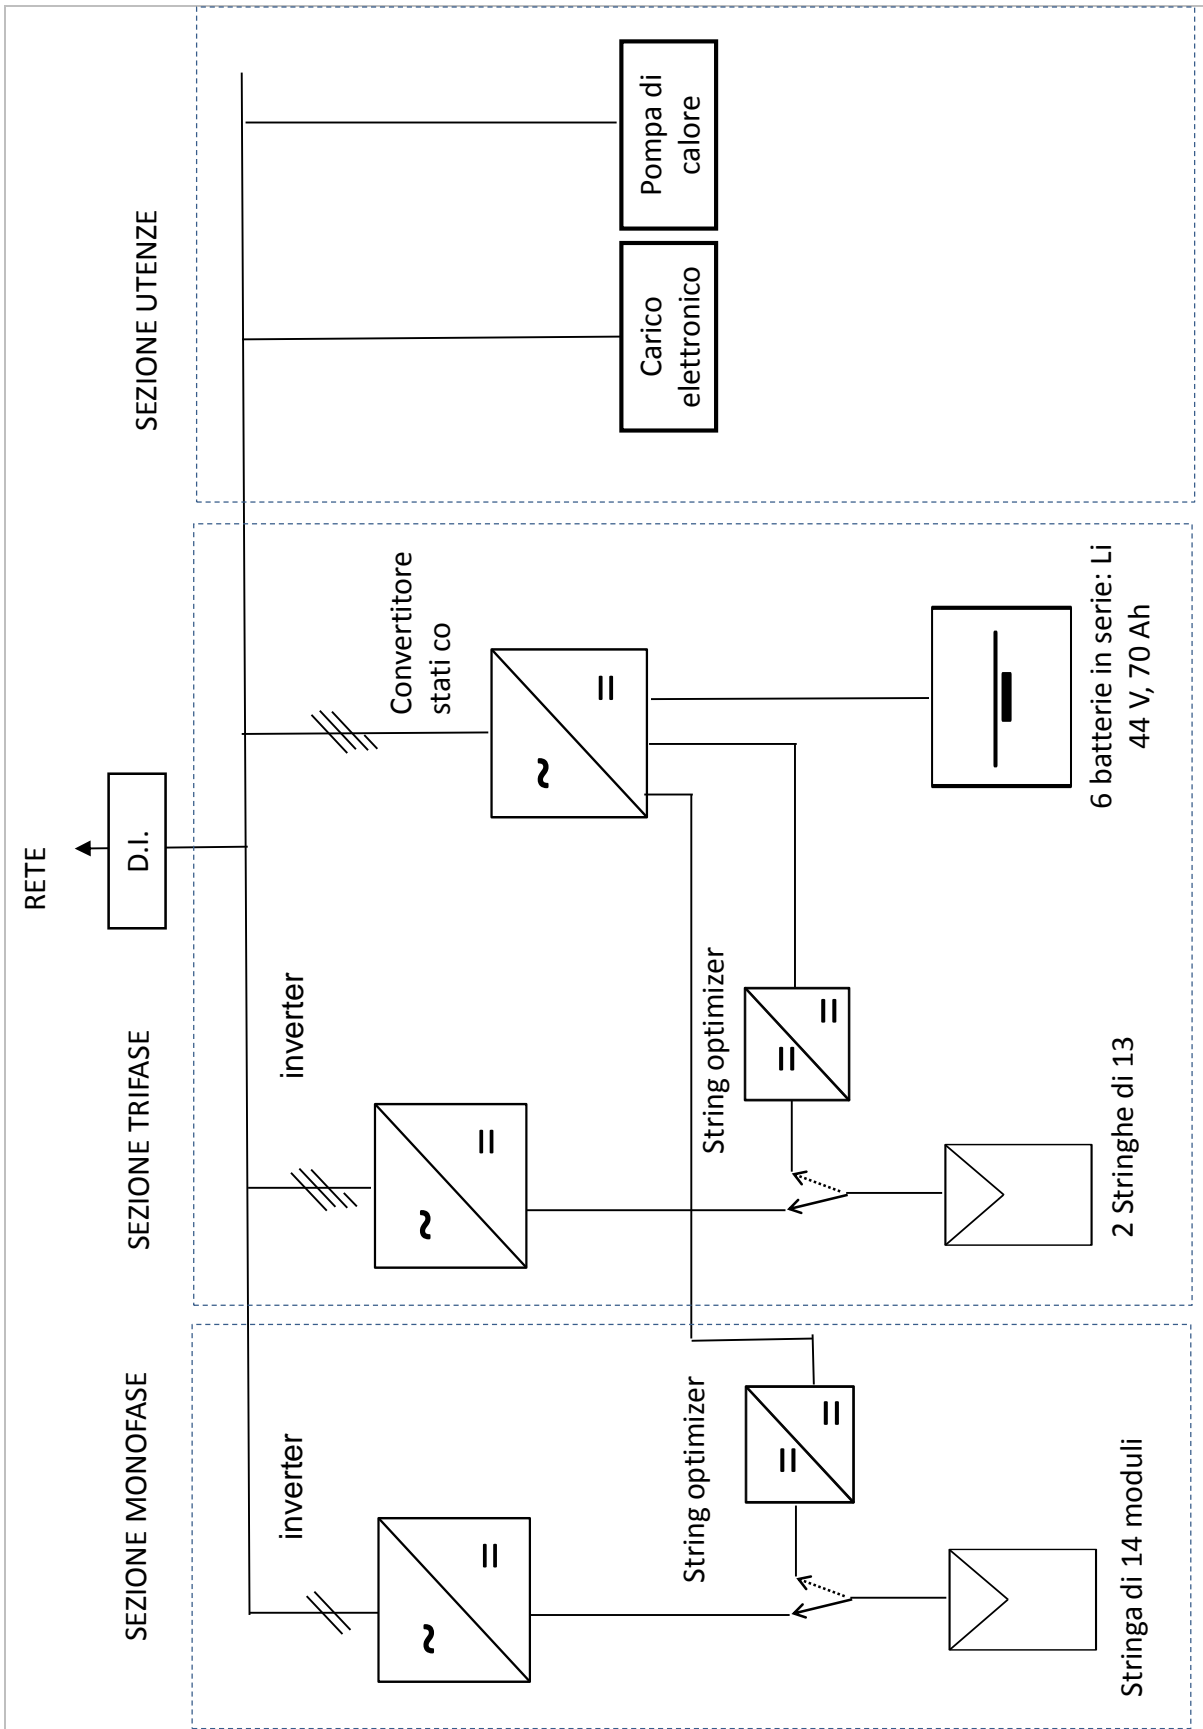 RETE
D.I.
SEZIONE MONOFASE
SEZIONE TRIFASE
SEZIONE UTENZE
inverter
~
=
inverter
~
=
Convertitore
stati co
~
=
String optimizer
=
=
String optimizer
=
=
Carico
elettronico
Pompa di
calore
Stringa di 14 moduli
2 Stringhe di 13
6 batterie in serie: Li
44 V, 70 Ah